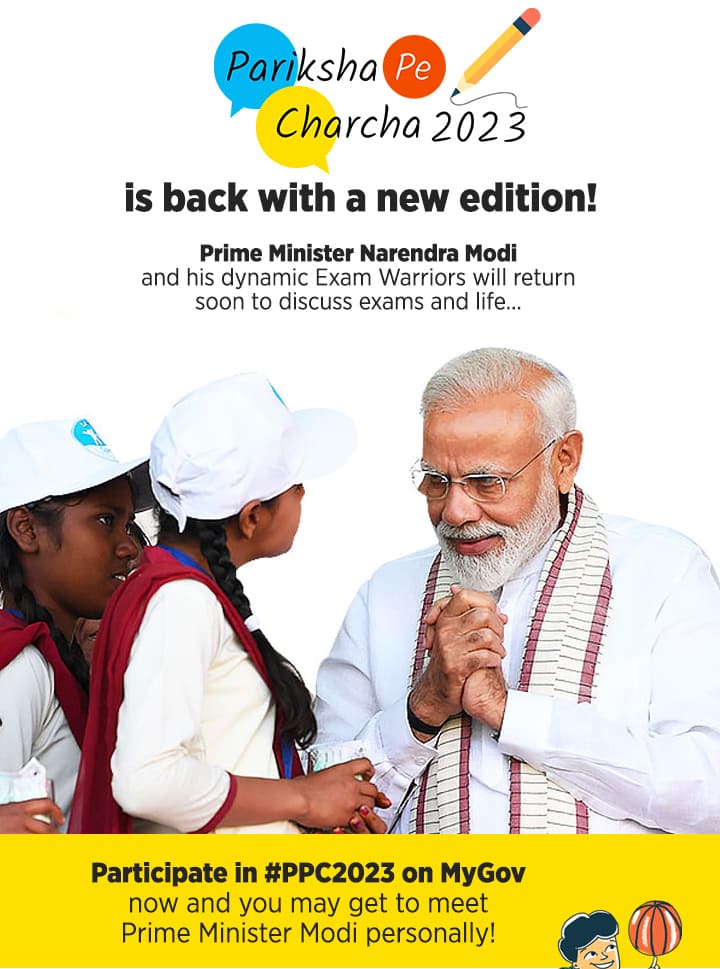 Pariksha Pe
Charcha 2023
is back with a new edition!
Prime Minister Narendra Modi
and his dynamic Exam Warriors will return
soon to discuss exams and life...
Participate in #PPC2023 on MyGov
now and you may get to meet
Prime Minister Modi personally!